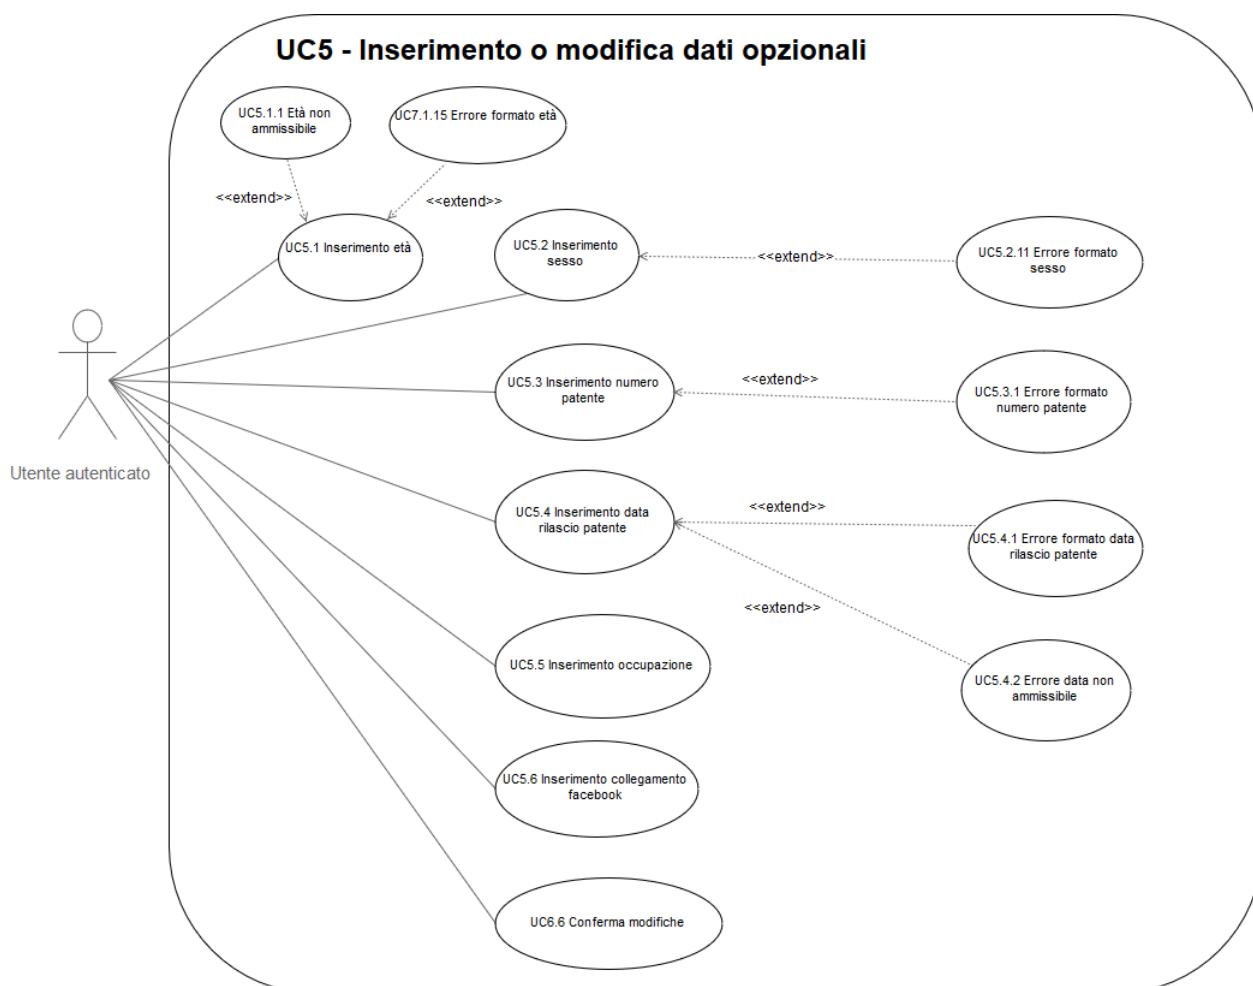 UC5 - Inserimento o modifica dati opzionali
UC5.1.1 Età non
ammissibile
UC7.1.15 Errore formato età
<<extend>>
<<extend>>
UC5.1 Inserimento età
UC5.2 Inserimento
sesso
<<extend>>
UC5.2.11 Errore formato
sesso
UC5.3 Inserimento numero
patente
<<extend>>
UC5.3.1 Errore formato
numero patente
Utente autenticato
UC5.4 Inserimento data
rilascio patente
<<extend>>
UC5.4.1 Errore formato data
rilascio patente
<<extend>>
UC5.4.2 Errore data non
ammissibile
UC5.5 Inserimento occupazione
UC5.6 Inserimento collegamento
facebook
UC6.6 Conferma modifiche